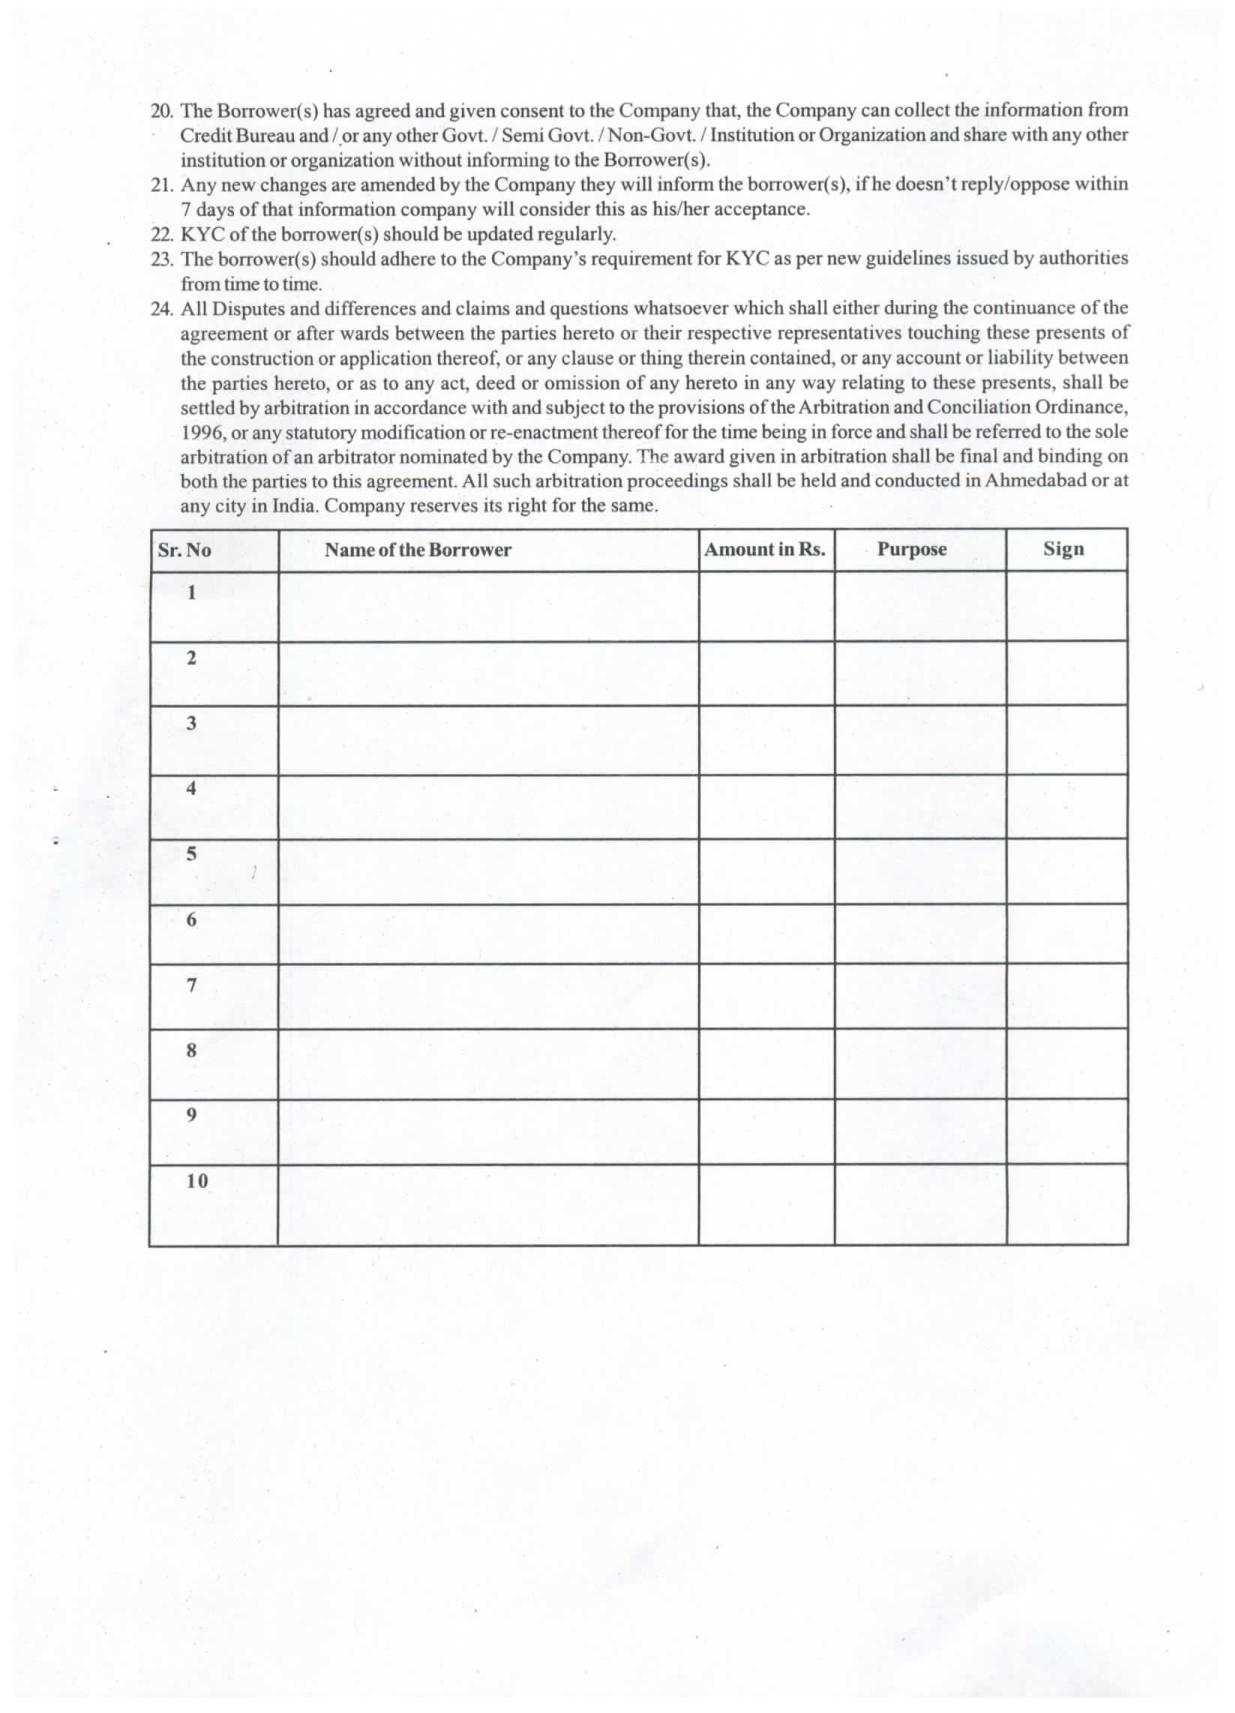 20. The Borrower(s) has agreed and given consent to the Company that, the Company can collect the information from
Credit Bureau and / or any other Govt. / Semi Govt. / Non-Govt. / Institution or Organization and share with any other
institution or organization without informing to the Borrower(s).
21. Any new changes are amended by the Company they will inform the borrower(s), if he doesn't reply/oppose within
7 days of that information company will consider this as his/her acceptance.
22. KYC of the borrower(s) should be updated regularly.
23. The borrower(s) should adhere to the Company's requirement for KYC as per new guidelines issued by authorities
from time to time.
24. All Disputes and differences and claims and questions whatsoever which shall either during the continuance of the
agreement or after wards between the parties hereto or their respective representatives touching these presents of
the construction or application thereof, or any clause or thing therein contained, or any account or liability between
the parties hereto, or as to any act, deed or omission of any hereto in any way relating to these presents, shall be
settled by arbitration in accordance with and subject to the provisions of the Arbitration and Conciliation Ordinance,
1996, or any statutory modification or re-enactment thereof for the time being in force and shall be referred to the sole
arbitration of an arbitrator nominated by the Company. The award given in arbitration shall be final and binding on
both the parties to this agreement. All such arbitration proceedings shall be held and conducted in Ahmedabad or at
any city in India. Company reserves its right for the same.
Sr. No Name of the Borrower Amount in Rs. Purpose Sign
1
2
3
4
5
6
7
8
9
10